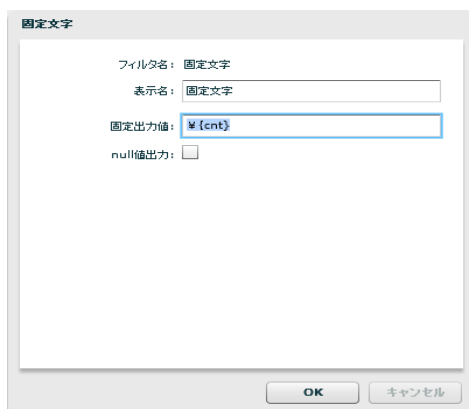 固定文字
フィルタ名: 固定文字
表示名: 固定文字
固定出力値: ¥{cnt}
null値出力:
OK キャンセル